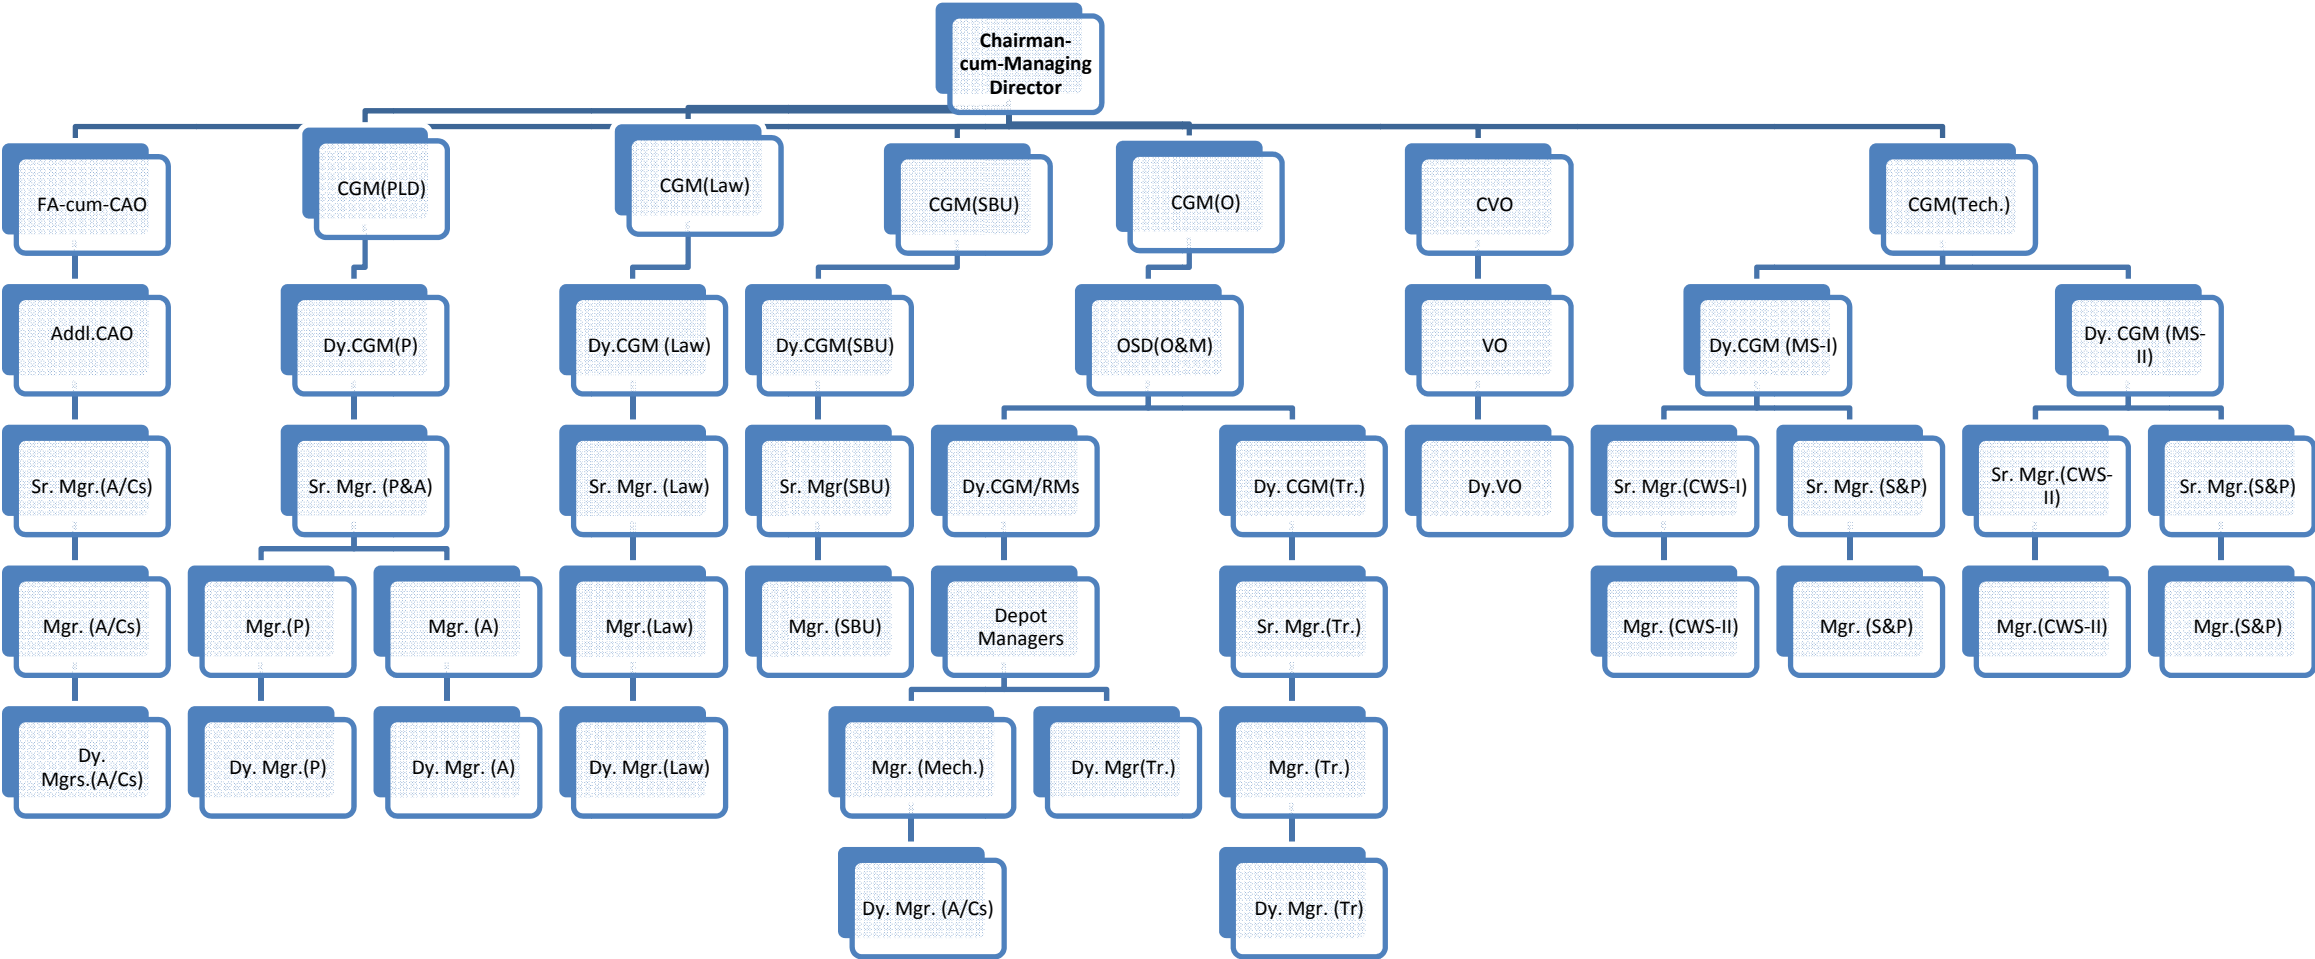 Chairman-
cum-Managing
Director
FA-cum-CAO
CGM(PLD)
CGM(Law)
CGM(SBU)
CGM(O)
CVO
CGM(Tech.)
Addl.CAO
Dy.CGM(P)
Dy.CGM (Law)
Dy.CGM(SBU)
OSD(O&M)
VO
Dy.CGM (MS-I)
Dy. CGM (MS-
II)
Sr. Mgr.(A/Cs)
Sr. Mgr. (P&A)
Sr. Mgr. (Law)
Sr. Mgr(SBU)
Dy.CGM/RMs
Dy. CGM(Tr.)
Dy.VO
Sr. Mgr.(CWS-I)
Sr. Mgr. (S&P)
Sr. Mgr.(CWS-
II)
Sr. Mgr.(S&P)
Mgr. (A/Cs)
Mgr.(P)
Mgr. (A)
Mgr.(Law)
Mgr. (SBU)
Depot
Managers
Sr. Mgr.(Tr.)
Mgr. (CWS-II)
Mgr. (S&P)
Mgr.(CWS-II)
Mgr.(S&P)
Dy.
Mgrs.(A/Cs)
Dy. Mgr.(P)
Dy. Mgr. (A)
Dy. Mgr.(Law)
Mgr. (Mech.)
Dy. Mgr(Tr.)
Mgr. (Tr.)
Dy. Mgr. (A/Cs)
Dy. Mgr. (Tr)